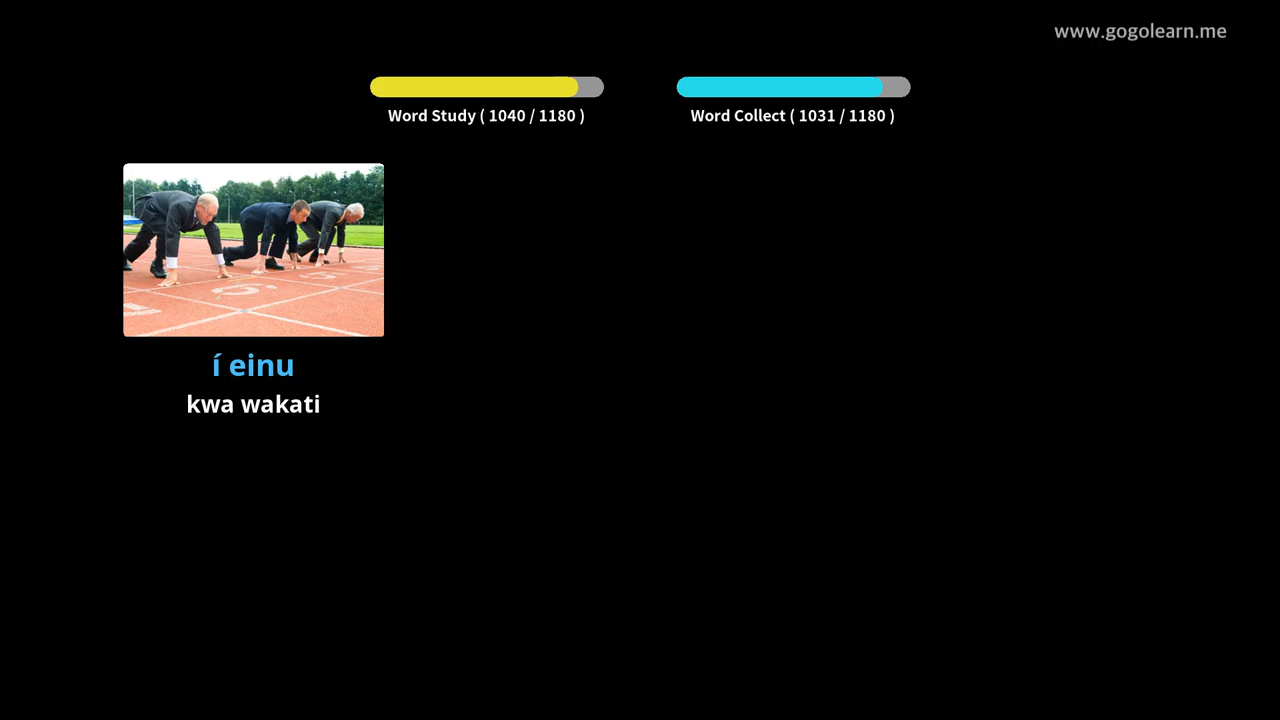 www.gogolearn.me
Word Study ( 1040 / 1180 )
Word Collect ( 1031 / 1180 )
í einu
kwa wakati